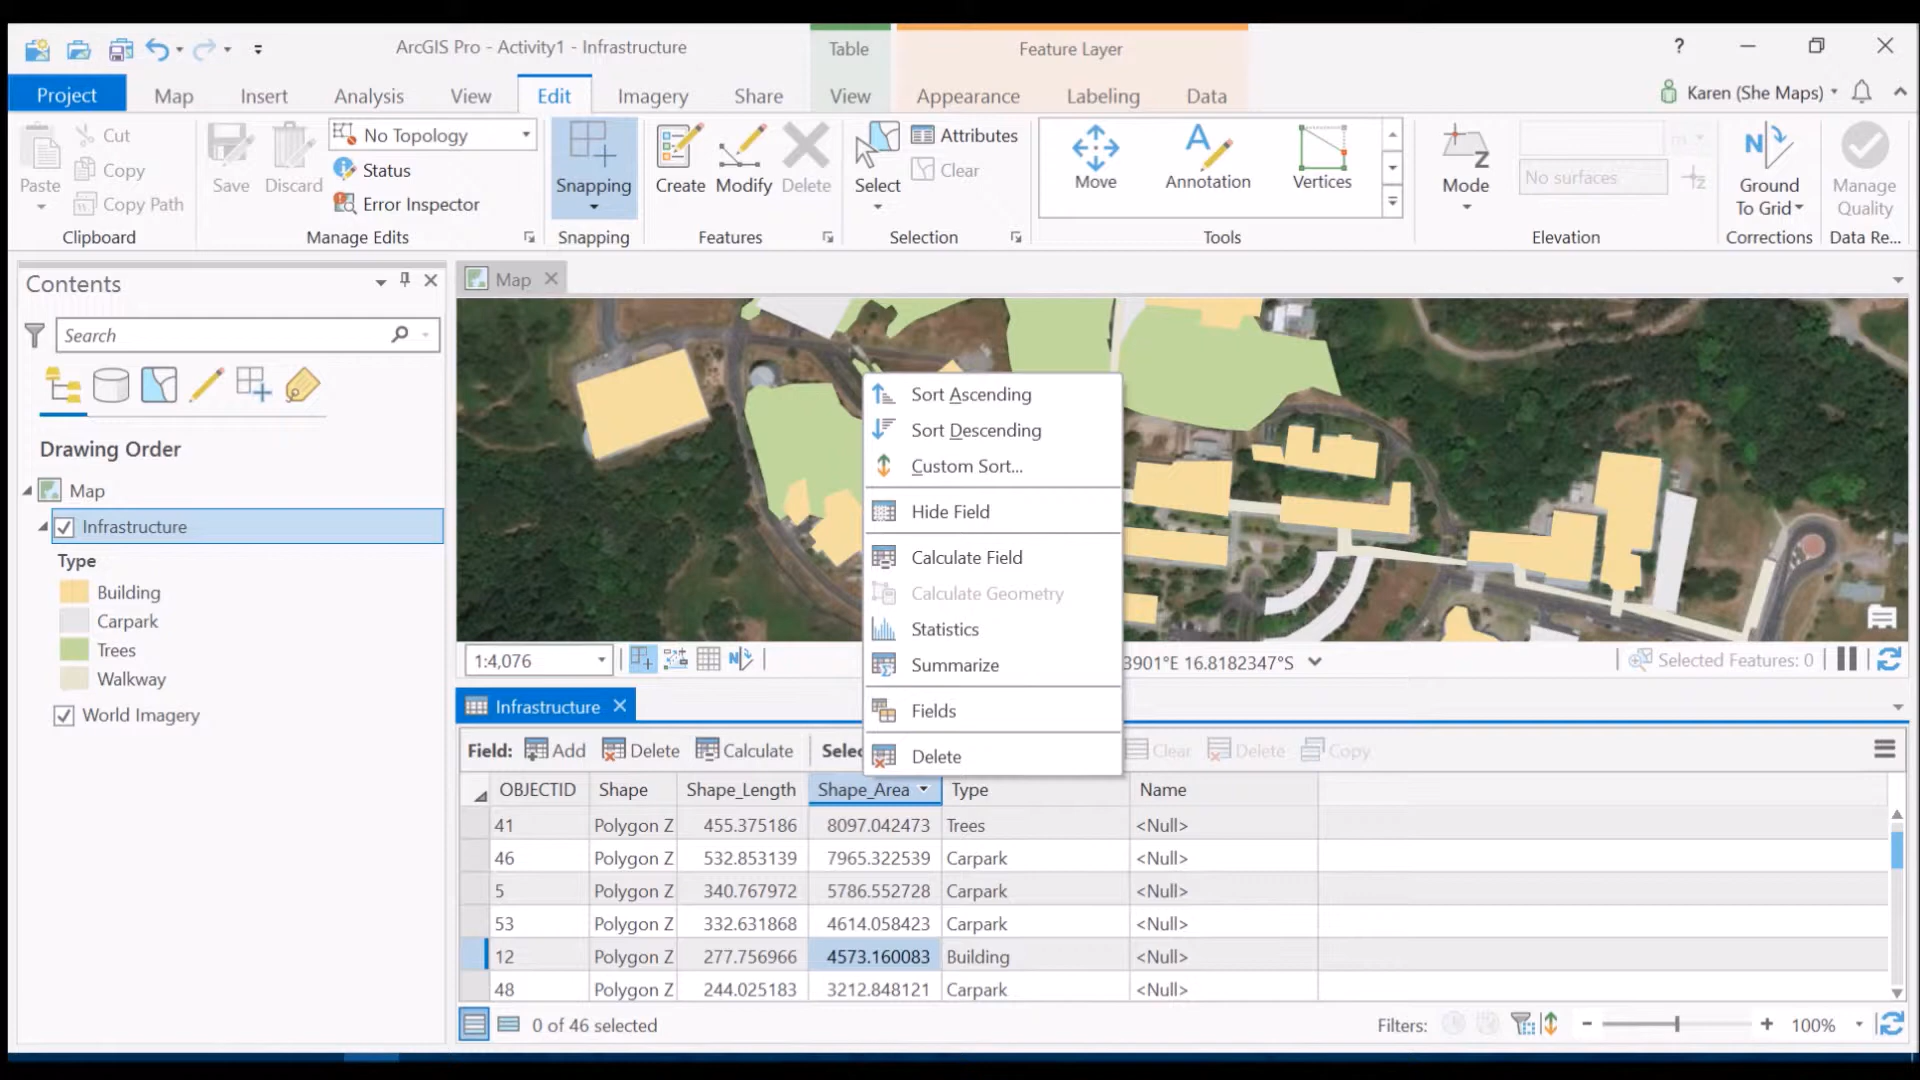 ArcGIS Pro - Activity1 - Infrastructure
Table
Feature Layer
?
Project
Map
Insert
Analysis
View
Edit
Imagery
Share
View
Appearance
Labeling
Data
Karen (She Maps)
Paste
Cut
Copy
Copy Path
Clipboard
Save
Discard
No Topology
Status
Error Inspector
Manage Edits
Snapping
Snapping
Create
Modify
Delete
Features
Select
Attributes
Clear
Selection
Move
Annotation
Vertices
Tools
Mode
No surfaces
m
Elevation
Ground
To Grid
Corrections
Manage
Quality
Data Re...
Contents
Search
Drawing Order
Map
Infrastructure
Type
Building
Carpark
Trees
Walkway
World Imagery
Map
Sort Ascending
Sort Descending
Custom Sort...
Hide Field
Calculate Field
Calculate Geometry
Statistics
Summarize
Fields
Delete
1:4,076
3901°E 16.8182347°S
Selected Features: 0
Infrastructure
Field: Add Delete Calculate Selec Clear Delete Copy
OBJECTID Shape Shape_Length Shape_Area Type Name
41 Polygon Z 455.375186 8097.042473 Trees <Null>
46 Polygon Z 532.853139 7965.322539 Carpark <Null>
5 Polygon Z 340.767972 5786.552728 Carpark <Null>
53 Polygon Z 332.631868 4614.058423 Carpark <Null>
12 Polygon Z 277.756966 4573.160083 Building <Null>
48 Polygon Z 244.025183 3212.848121 Carpark <Null>
0 of 46 selected
Filters:
100%